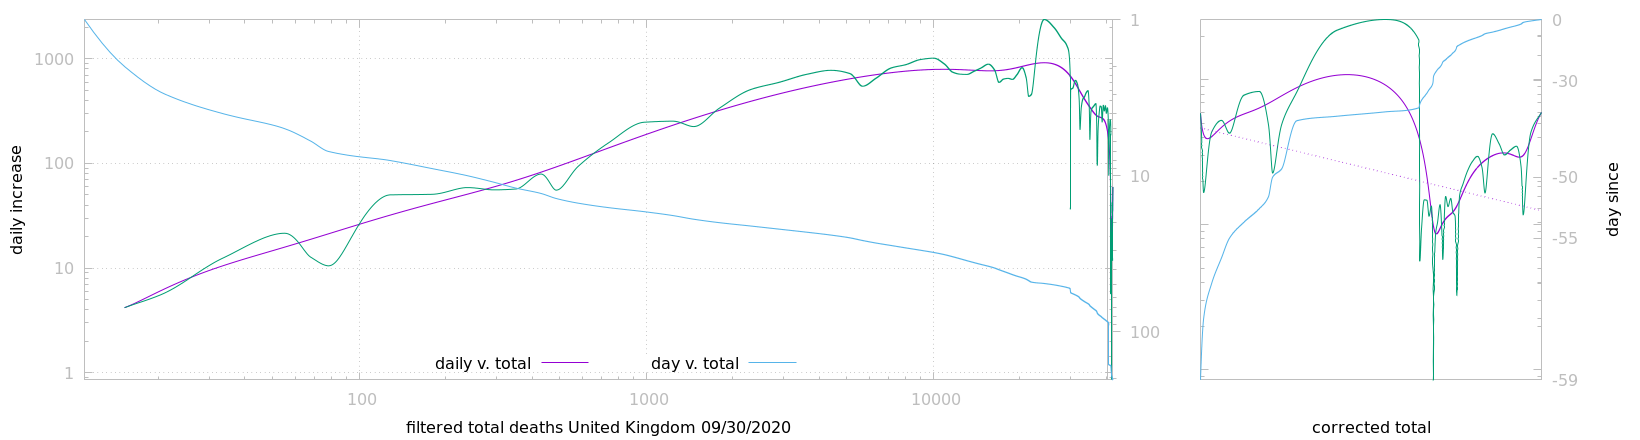 daily increase
1000
100
10
1
100
1000
10000
daily v. total
day v. total
filtered total deaths United Kingdom 09/30/2020
1
10
100
corrected total
0
-30
-50
-55
-59
day since